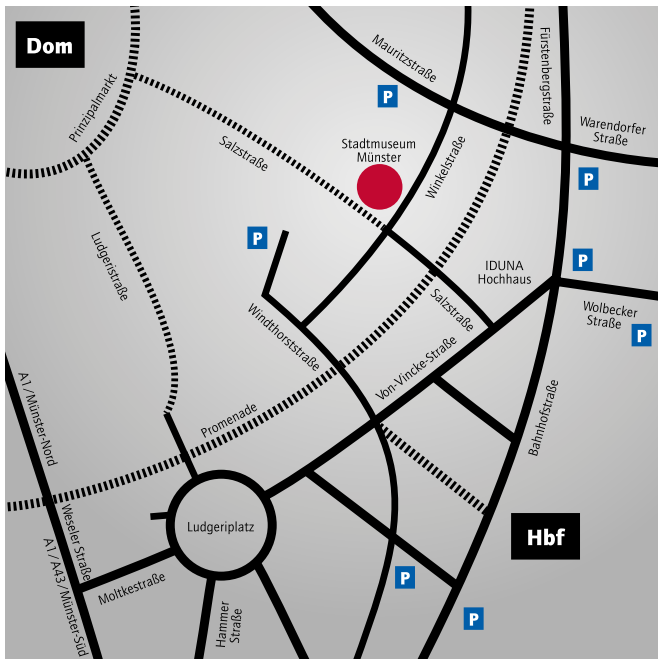 Dom
Mauritzstraße
Fürstenbergstraße
Prinzipalmarkt
P
Warendorfer
Straße
Salzstraße
Stadtmuseum
Münster
Winkelstraße
P
P
Ludgeristraße
P
IDUNA
Hochhaus
Salzstraße
Wolbecker
Straße
P
Windthorststraße
Von-Vincke-Straße
A1/Münster-Nord
Promenade
Bahnhofstraße
Weseler Straße
Ludgeriplatz
Hbf
A1/A43/Münster-Süd
Moltkestraße
P
Hammer
Straße
P